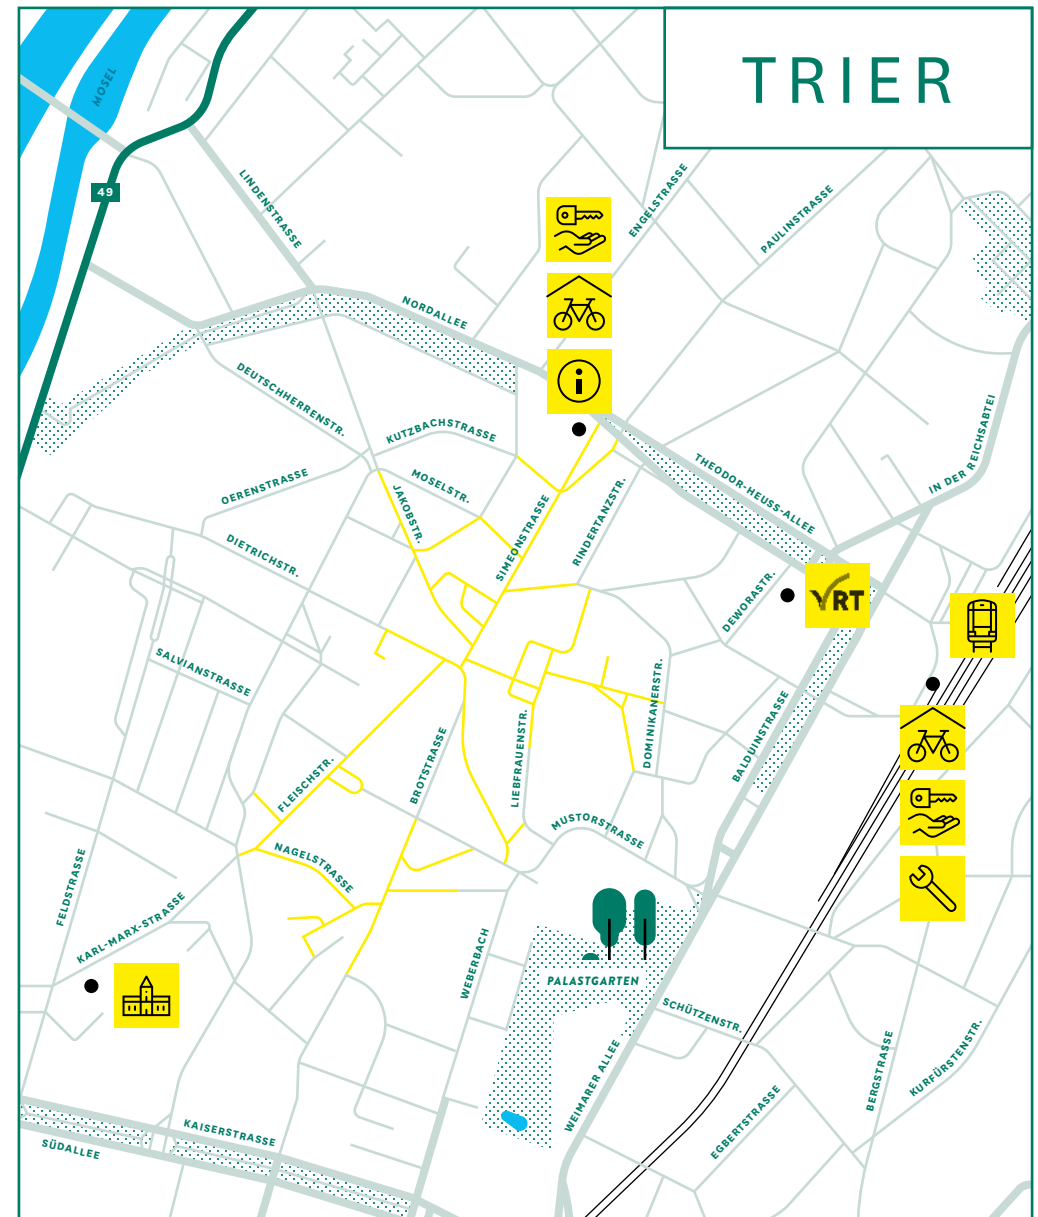 TRIER
MOSEL
49
LINDENSTRASSE
ENGELSTRASSE
PAULINSTRASSE
NORDALLEE
DEUTSCHHERRENSTR.
KUTZBACHSTRASSE
IN DER REICHSABTEI
OERENSTRASSE
MOSELSTR.
THEODOR-HEUSS-ALLEE
JAKOBSTR.
SIMEONSTRASSE
RINDERTANZSTR.
DIETRICHSTR.
DEWORASTR.
VRT
SALVIANSTRASSE
DOMINIKANERSTR.
BALDUINSTRASSE
LIEBFRAUENSTR.
BROTSTRASSE
FLEISCHSTR.
MUSTORSTRASSE
NAGELSTRASSE
FELDSTRASSE
KARL-MARX-STRASSE
WEBERBACH
PALASTGARTEN
SCHÜTZENSTR.
BERGSTRASSE
KURFÜRSTENSTR.
WEIMARER ALLEE
EGBERTSTRASSE
KAISERSTRASSE
SÜDALLEE